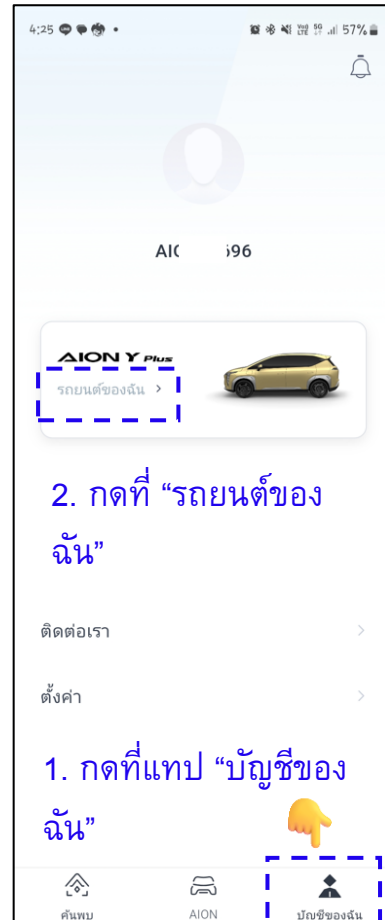 4:25
57%
AIO 696
AION Y Plus
รถยนต์ของฉัน >
2. กดที่ “รถยนต์ของ
ฉัน”
ติดต่อเรา
ตั้งค่า
1. กดที่แทป “บัญชีของ
ฉัน”
ค้นพบ
AION
บัญชีของฉัน